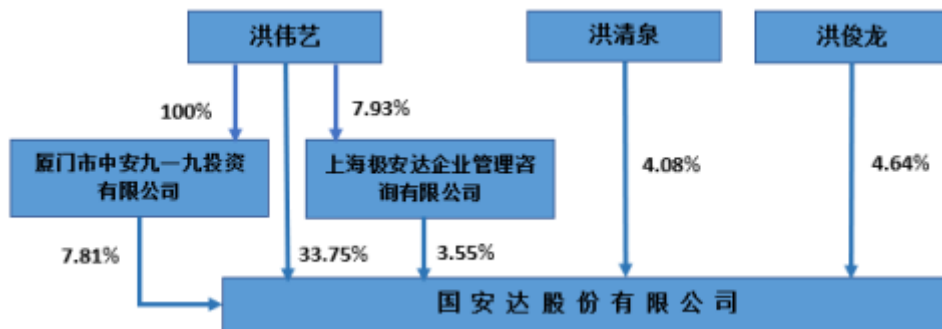 洪伟艺
洪清泉
洪俊龙
100%
7.93%
厦门市中安九一九投资
有限公司
上海极安达企业管理咨
询有限公司
4.08%
4.64%
7.81%
33.75%
3.55%
国安达股份有限公司